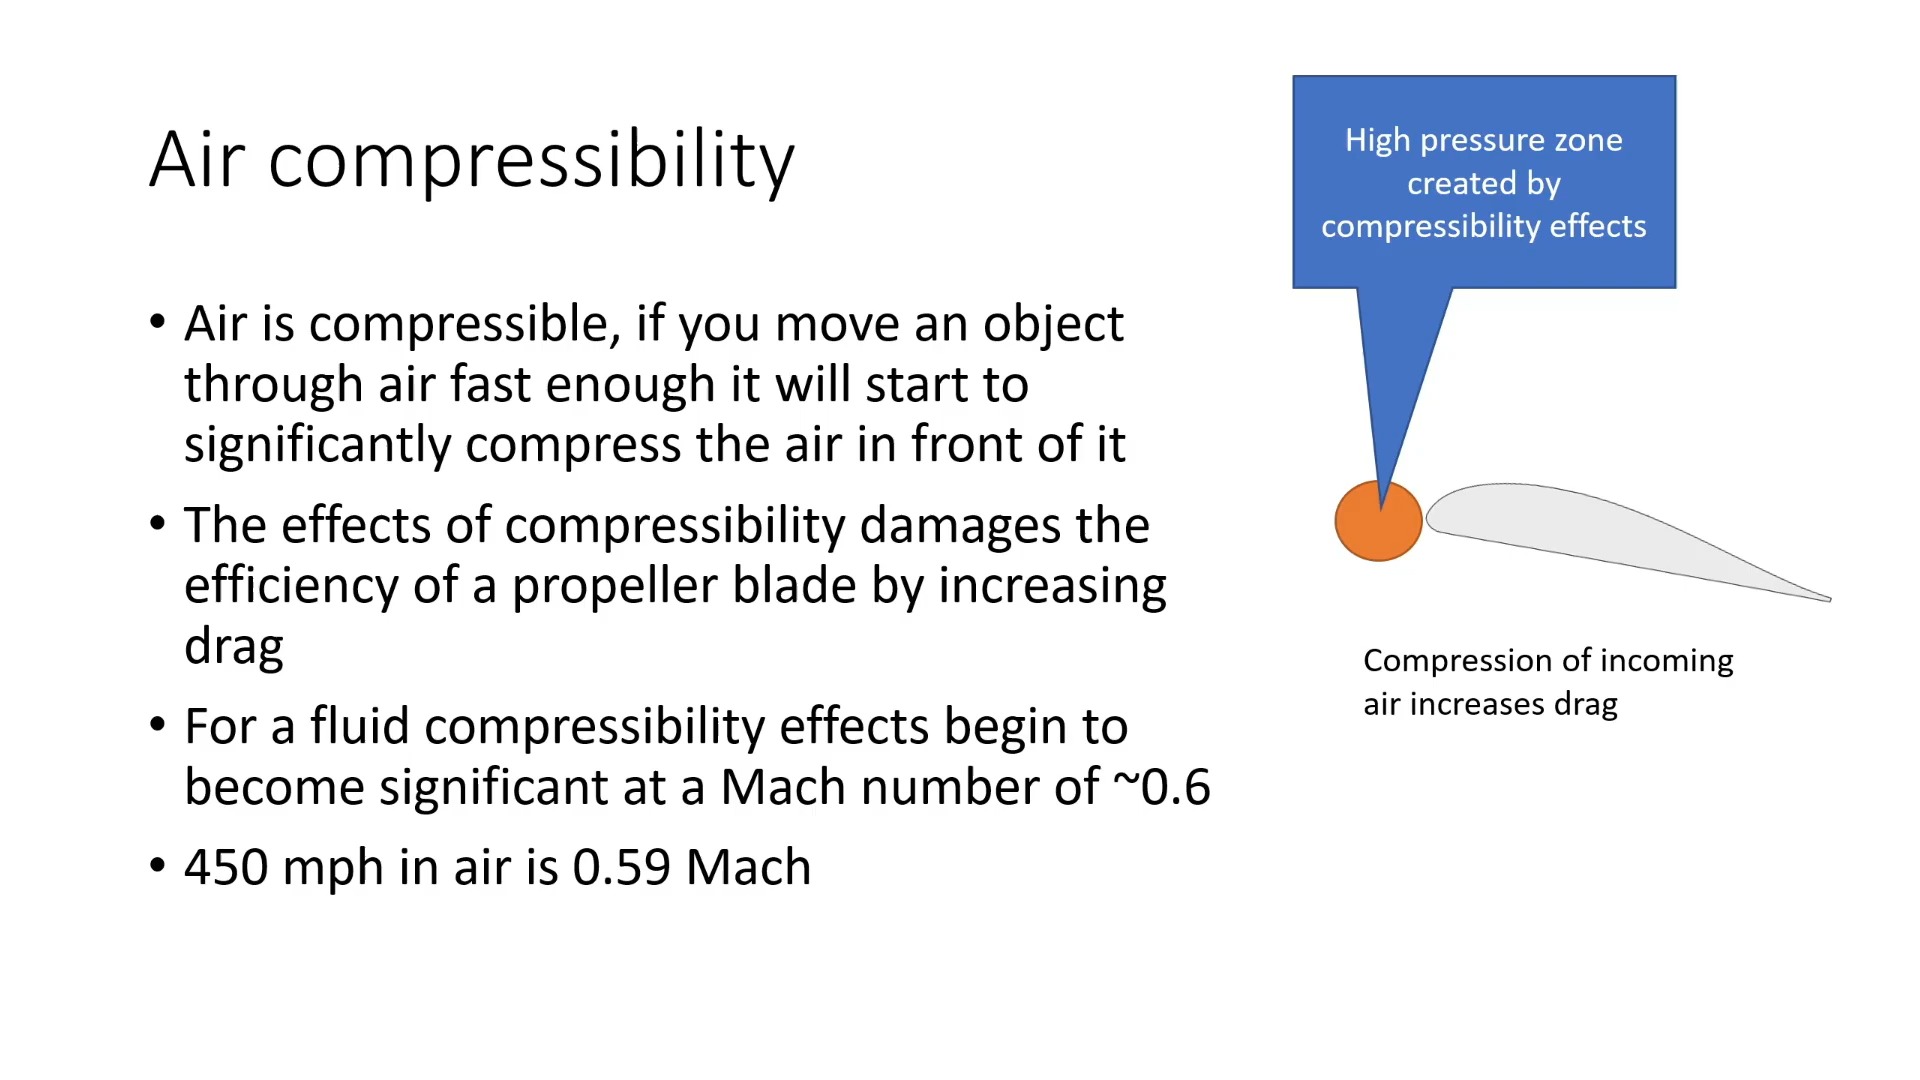 Air compressibility
• Air is compressible, if you move an object
through air fast enough it will start to
significantly compress the air in front of it
• The effects of compressibility damages the
efficiency of a propeller blade by increasing
drag
• For a fluid compressibility effects begin to
become significant at a Mach number of ~0.6
• 450 mph in air is 0.59 Mach
High pressure zone
created by
compressibility effects
Compression of incoming
air increases drag